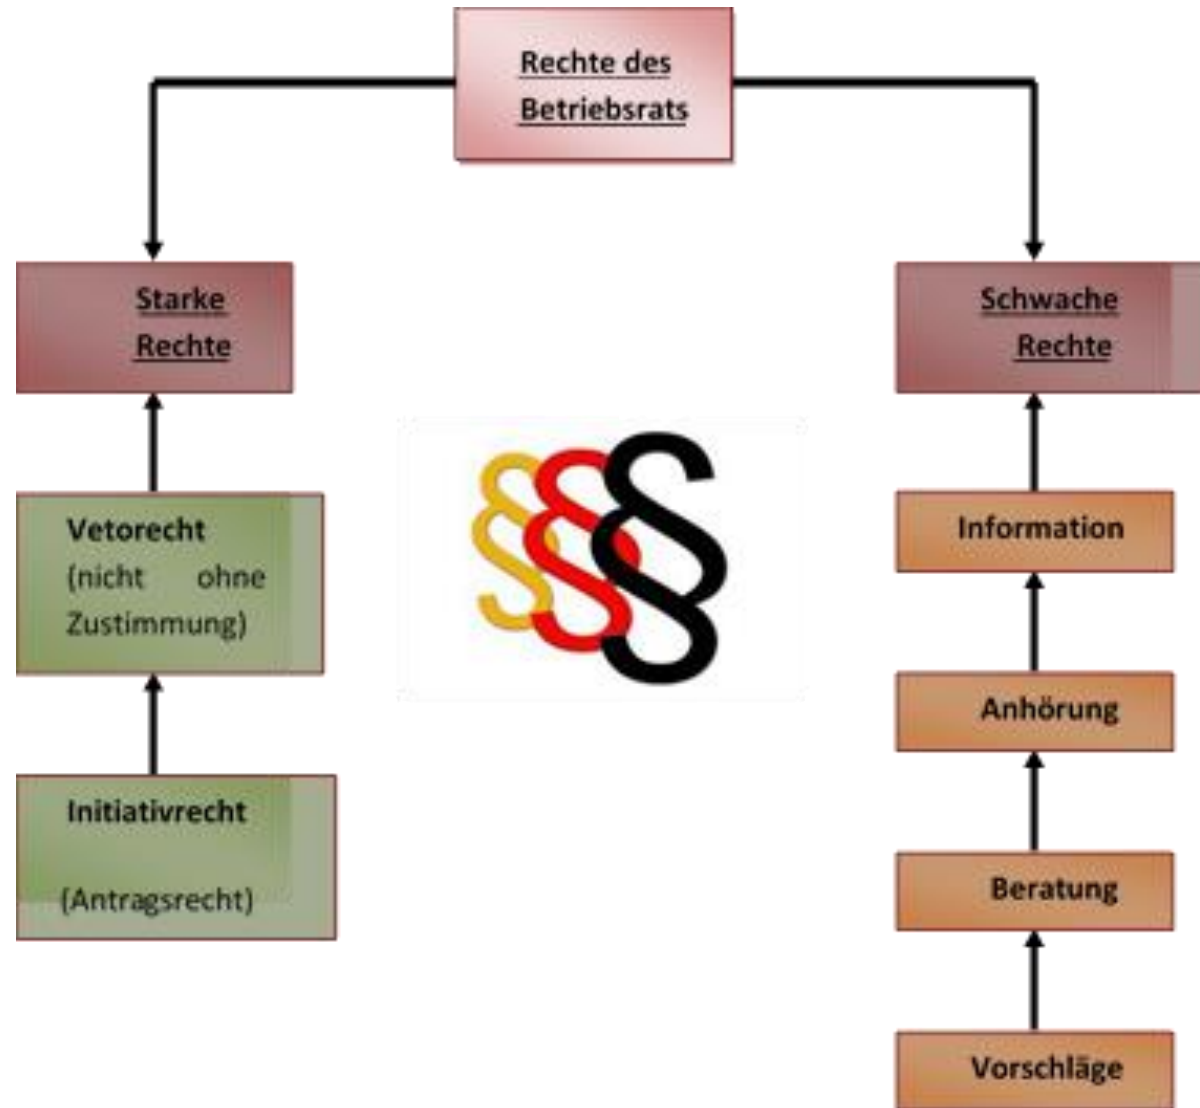 Rechte des
Betriebsrats
Starke
Rechte
Vetorecht
(nicht ohne
Zustimmung)
Initiativrecht
(Antragsrecht)
§§§
Schwache
Rechte
Information
Anhörung
Beratung
Vorschläge